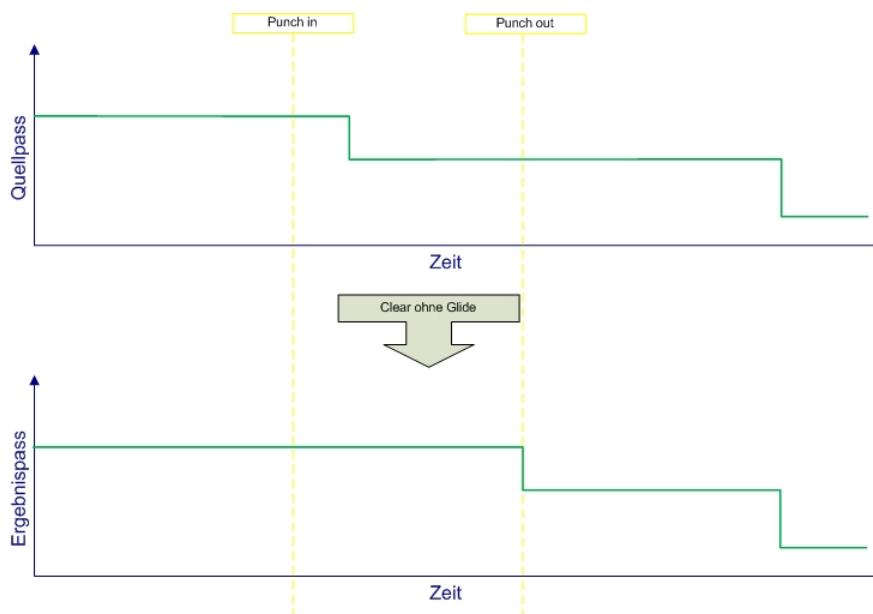 Punch in
Punch out
Quellpass
Zeit
Clear ohne Glide
Ergebnispass
Zeit